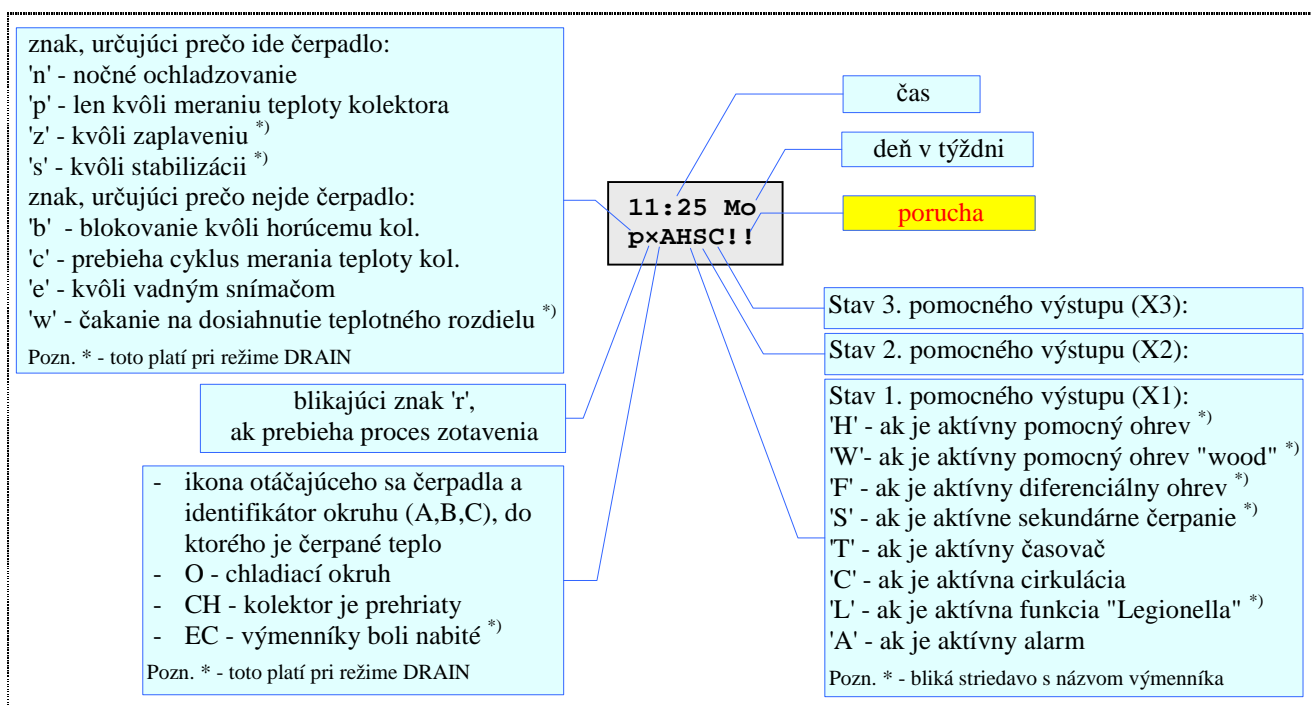 znak, určujúci prečo ide čerpadlo:
'n' - nočné ochladzovanie
'p' - len kvôli meraniu teploty kolektora
'z' - kvôli zaplaveniu *)
's' - kvôli stabilizácii *)
znak, určujúci prečo nejde čerpadlo:
'b' - blokovanie kvôli horúcemu kol.
'c' - prebieha cyklus merania teploty kol.
'e' - kvôli vadným snímačom
'w' - čakanie na dosiahnutie teplotného rozdielu *)
Pozn. * - toto platí pri režime DRAIN
blikajúci znak 'r',
ak prebieha proces zotavenia
- ikona otáčajúceho sa čerpadla a
identifikátor okruhu (A,B,C), do
ktorého je čerpané teplo
- O - chladiací okruh
- CH - kolektor je prehriaty
- EC - výmenníky boli nabité *)
Pozn. * - toto platí pri režime DRAIN
11:25 Mo
p×AHSC!!
čas
deň v týždni
porucha
Stav 3. pomocného výstupu (X3):
Stav 2. pomocného výstupu (X2):
Stav 1. pomocného výstupu (X1):
'H' - ak je aktívny pomocný ohrev *)
'W'- ak je aktívny pomocný ohrev "wood" *)
'F' - ak je aktívny diferenciálny ohrev *)
'S' - ak je aktívne sekundárne čerpanie *)
'T' - ak je aktívny časovač
'C' - ak je aktívna cirkulácia
'L' - ak je aktívna funkcia "Legionella" *)
'A' - ak je aktívny alarm
Pozn. * - bliká striedavo s názvom výmenníka